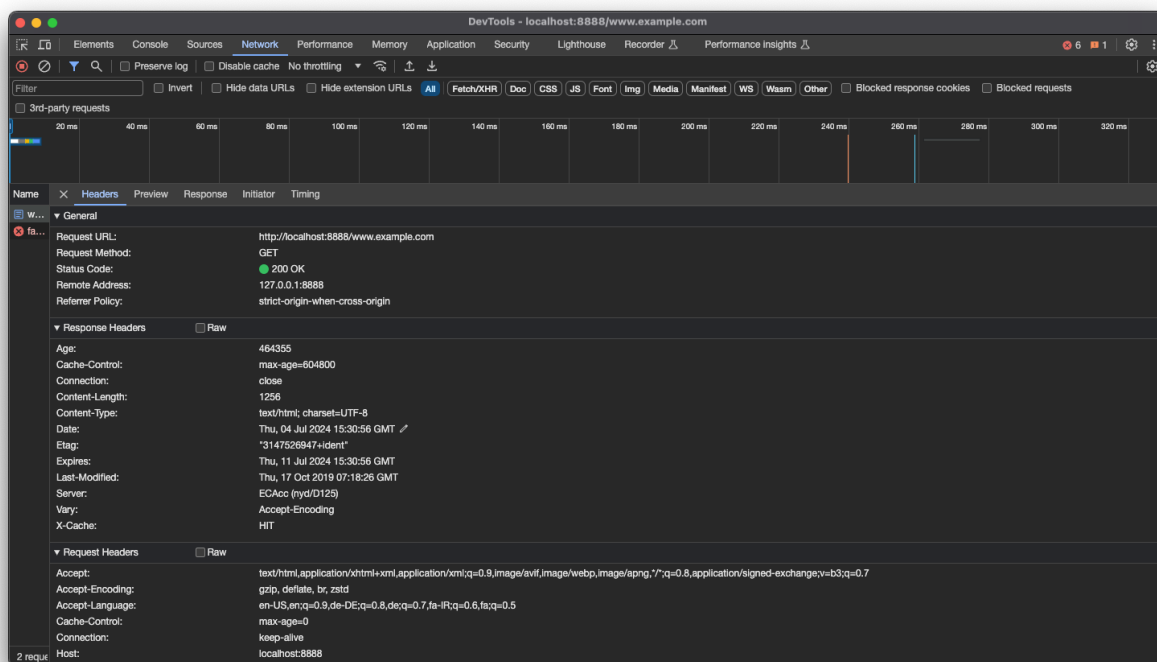 DevTools - localhost:8888/www.example.com
Elements Console Sources Network Performance Memory Application Security Lighthouse Recorder Performance insights 6 1
Preserve log Disable cache No throttling
Filter Invert Hide data URLs Hide extension URLs All Fetch/XHR Doc CSS JS Font Img Media Manifest WS Wasm Other Blocked response cookies Blocked requests
3rd-party requests
20 ms 40 ms 60 ms 80 ms 100 ms 120 ms 140 ms 160 ms 180 ms 200 ms 220 ms 240 ms 260 ms 280 ms 300 ms 320 ms
Name Headers Preview Response Initiator Timing
w... General
fa...
Request URL: http://localhost:8888/www.example.com
Request Method: GET
Status Code: 200 OK
Remote Address: 127.0.0.1:8888
Referrer Policy: strict-origin-when-cross-origin
Response Headers Raw
Age: 464355
Cache-Control: max-age=604800
Connection: close
Content-Length: 1256
Content-Type: text/html; charset=UTF-8
Date: Thu, 04 Jul 2024 15:30:56 GMT
Etag: "3147526947+ident"
Expires: Thu, 11 Jul 2024 15:30:56 GMT
Last-Modified: Thu, 17 Oct 2019 07:18:26 GMT
Server: ECAcc (nyd/D125)
Vary: Accept-Encoding
X-Cache: HIT
Request Headers Raw
Accept: text/html,application/xhtml+xml,application/xml;q=0.9,image/avif,image/webp,image/apng,*/*;q=0.8,application/signed-exchange;v=b3;q=0.7
Accept-Encoding: gzip, deflate, br, zstd
Accept-Language: en-US,en;q=0.9,de-DE;q=0.8,de;q=0.7,fa-IR;q=0.6,fa;q=0.5
Cache-Control: max-age=0
Connection: keep-alive
Host: localhost:8888
2 reque